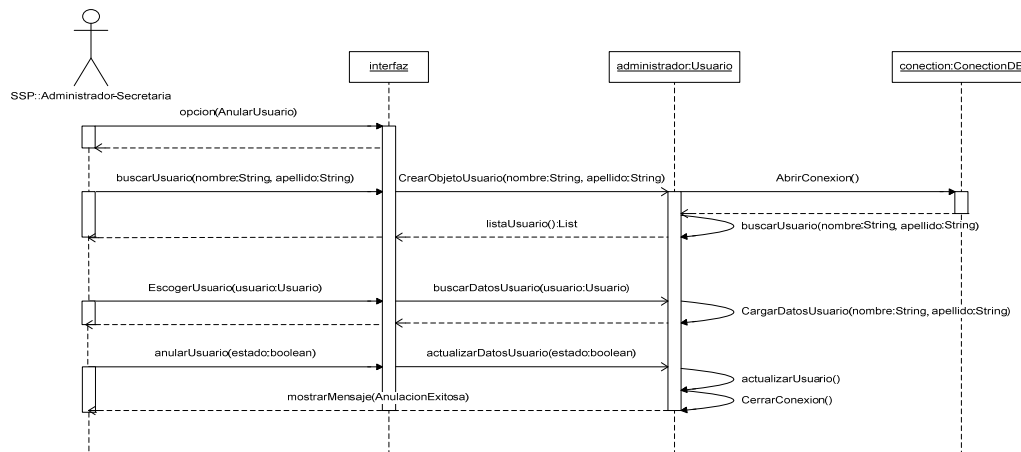 interfaz
administrador:Usuario
conection:ConectionDB
SSP::Administrador-Secretaria
opcion(AnularUsuario)
buscarUsuario(nombre:String, apellido:String)
CrearObjetoUsuario(nombre:String, apellido:String)
AbrirConexion()
listaUsuario():List
buscarUsuario(nombre:String, apellido:String)
EscogerUsuario(usuario:Usuario)
buscarDatosUsuario(usuario:Usuario)
CargarDatosUsuario(nombre:String, apellido:String)
anularUsuario(estado:boolean)
actualizarDatosUsuario(estado:boolean)
actualizarUsuario()
mostrarMensaje(AnulacionExitosa)
CerrarConexion()